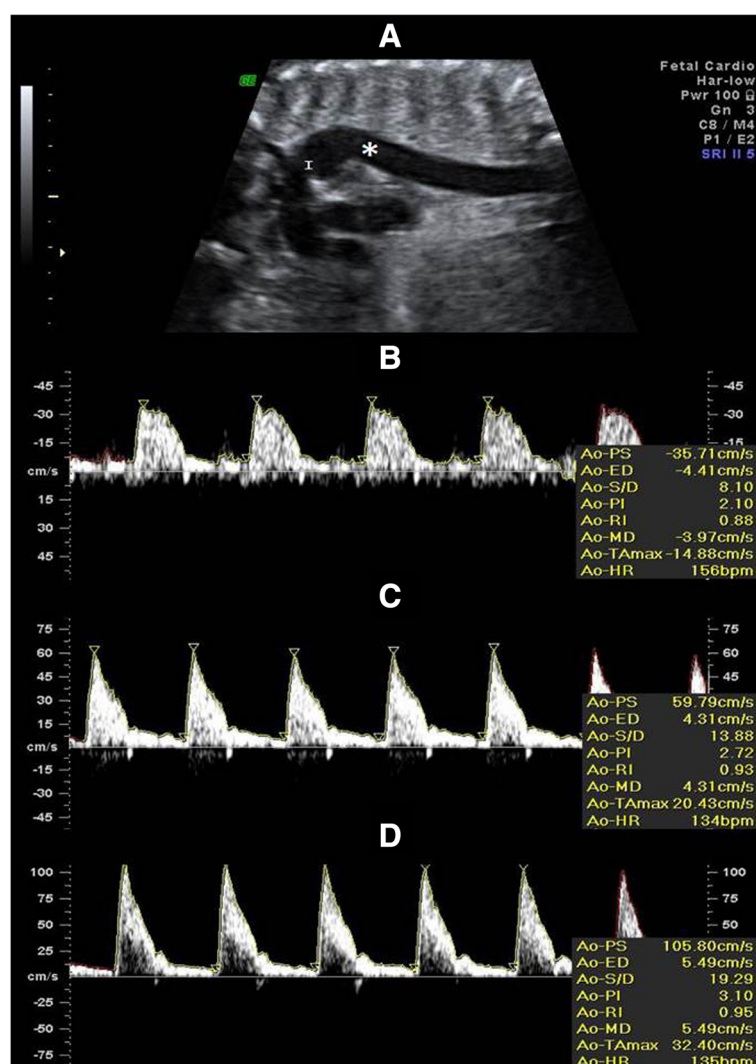 A
GE
Fetal Cardio
Har-low
Pwr 100
Gn 3
C8 / M4
P1 / E2
SRI II 5
*
I
B
-45
-30
-15
cm/s
15
30
45
-45
-30
-15
Ao-PS -35.71cm/s
Ao-ED -4.41cm/s
Ao-S/D 8.10
Ao-PI 2.10
Ao-RI 0.88
Ao-MD -3.97cm/s
Ao-TAmax -14.88cm/s
Ao-HR 156bpm
C
75
60
45
30
15
cm/s
-15
-30
-45
75
60
45
30
Ao-PS 59.79cm/s
Ao-ED 4.31cm/s
Ao-S/D 13.88
Ao-PI 2.72
Ao-RI 0.93
Ao-MD 4.31cm/s
Ao-TAmax 20.43cm/s
Ao-HR 134bpm
D
100
75
50
25
cm/s
-25
-50
-75
100
75
50
Ao-PS 105.80cm/s
Ao-ED 5.49cm/s
Ao-S/D 19.29
Ao-PI 3.10
Ao-RI 0.95
Ao-MD 5.49cm/s
Ao-TAmax 32.40cm/s
Ao-HR 135bpm